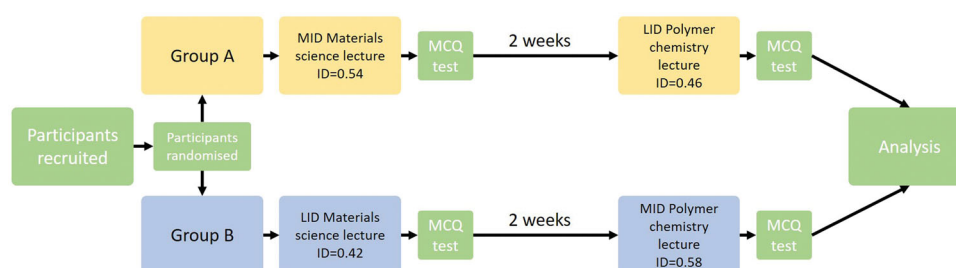 Participants
recruited
Participants
randomised
Group A
MID Materials
science lecture
ID=0.54
MCQ
test
2 weeks
LID Polymer
chemistry
lecture
ID=0.46
MCQ
test
Group B
LID Materials
science lecture
ID=0.42
MCQ
test
2 weeks
MID Polymer
chemistry
lecture
ID=0.58
MCQ
test
Analysis